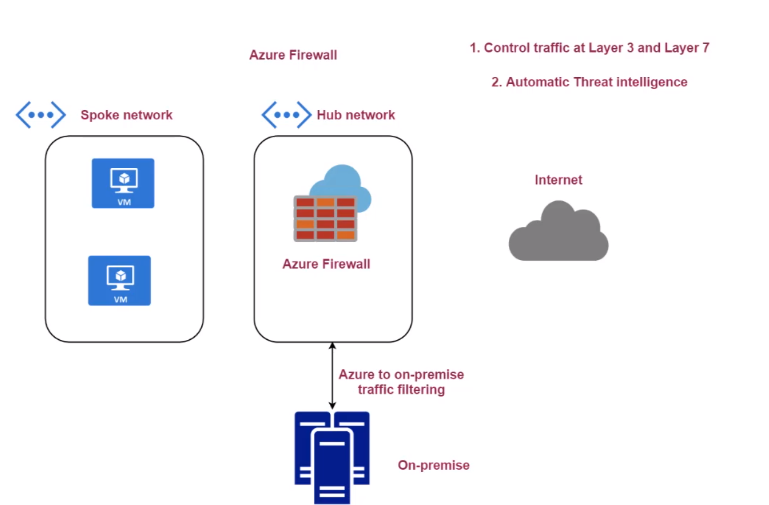 Azure Firewall
1. Control traffic at Layer 3 and Layer 7
2. Automatic Threat intelligence
Spoke network
Hub network
VM
VM
Azure Firewall
Internet
Azure to on-premise
traffic filtering
On-premise